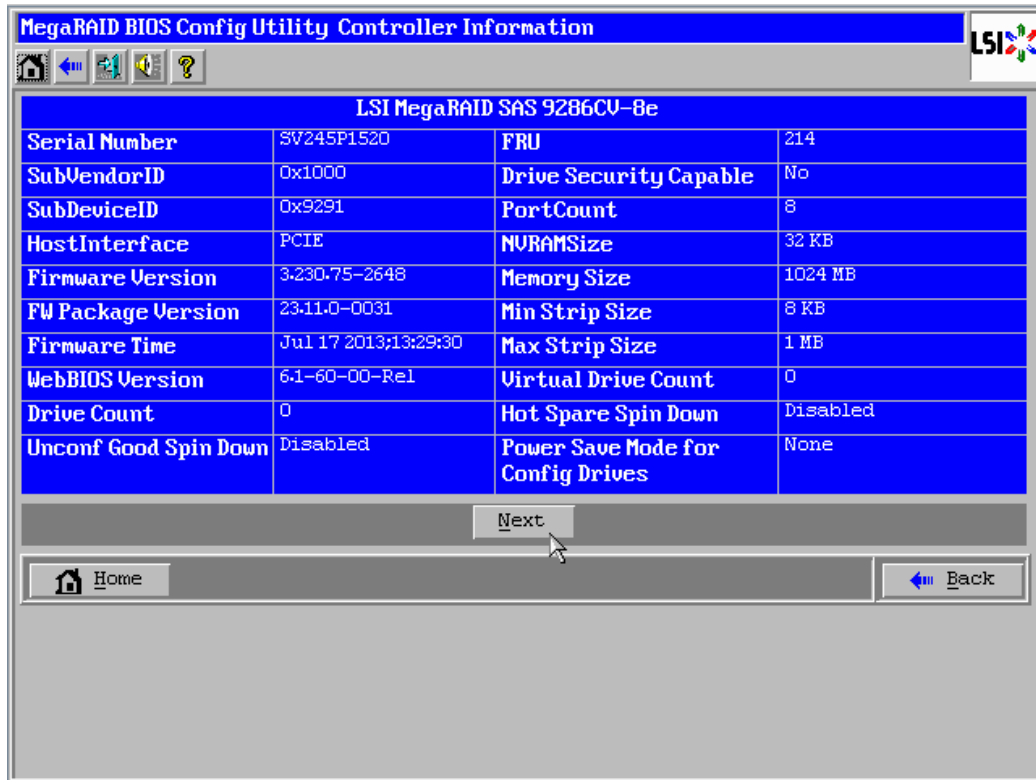 MegaRAID BIOS Config Utility Controller Information
LSI
LSI MegaRAID SAS 9286CV-8e
Serial Number SV245P1520 FRU 214
SubVendorID 0x1000 Drive Security Capable No
SubDeviceID 0x9291 PortCount 8
HostInterface PCIE NVRAMSize 32 KB
Firmware Version 3.230.75-2648 Memory Size 1024 MB
FW Package Version 23.11.0-0031 Min Strip Size 8 KB
Firmware Time Jul 17 2013;13:29:30 Max Strip Size 1 MB
WebBIOS Version 6.1-60-00-Rel Virtual Drive Count 0
Drive Count 0 Hot Spare Spin Down Disabled
Unconf Good Spin Down Disabled Power Save Mode for None
Config Drives
Next
Home Back